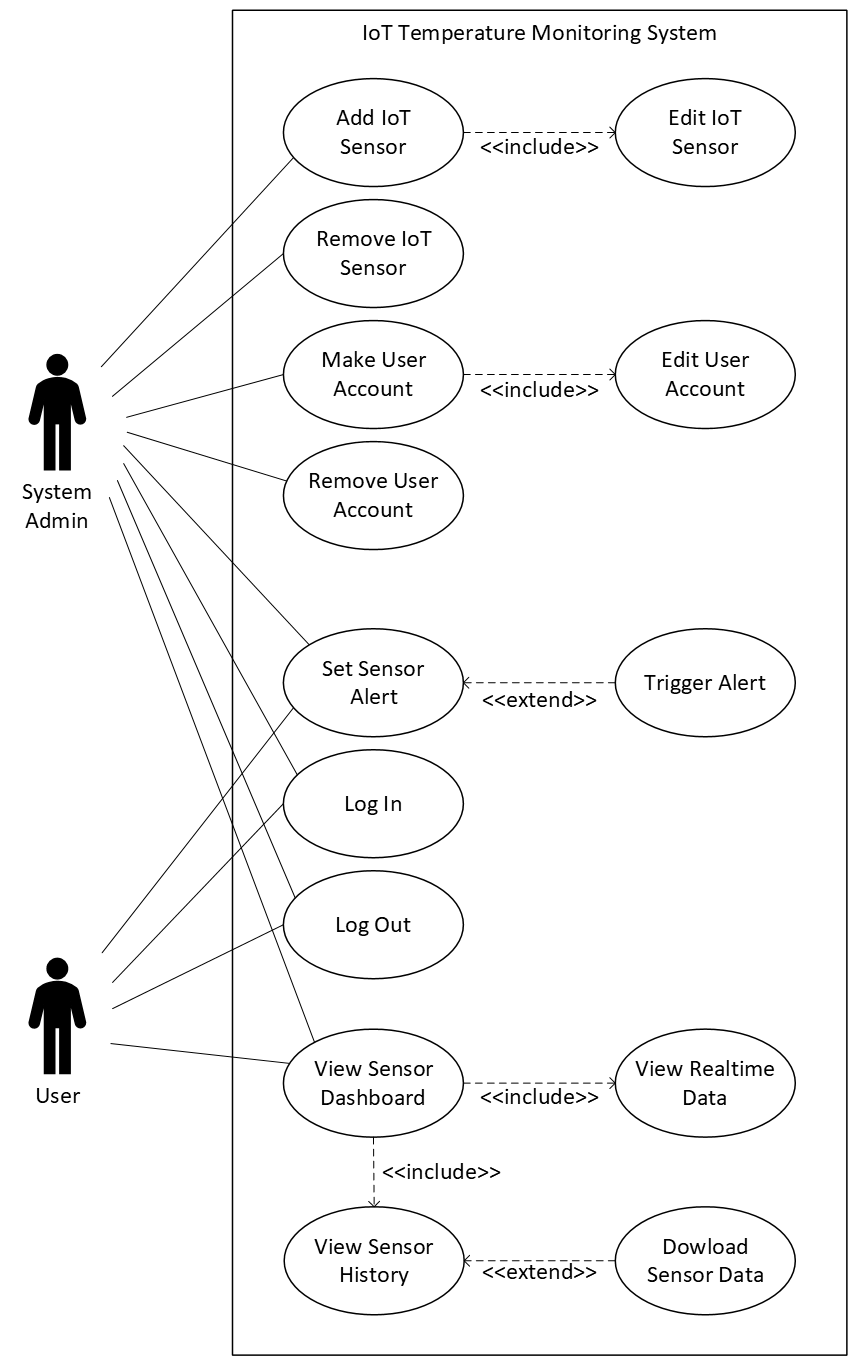 IoT Temperature Monitoring System
Add IoT
Sensor
<<include>>
Edit IoT
Sensor
Remove IoT
Sensor
Make User
Account
<<include>>
Edit User
Account
System
Admin
Remove User
Account
Set Sensor
Alert
<<extend>>
Trigger Alert
Log In
Log Out
User
View Sensor
Dashboard
<<include>>
View Realtime
Data
<<include>>
View Sensor
History
<<extend>>
Dowload
Sensor Data